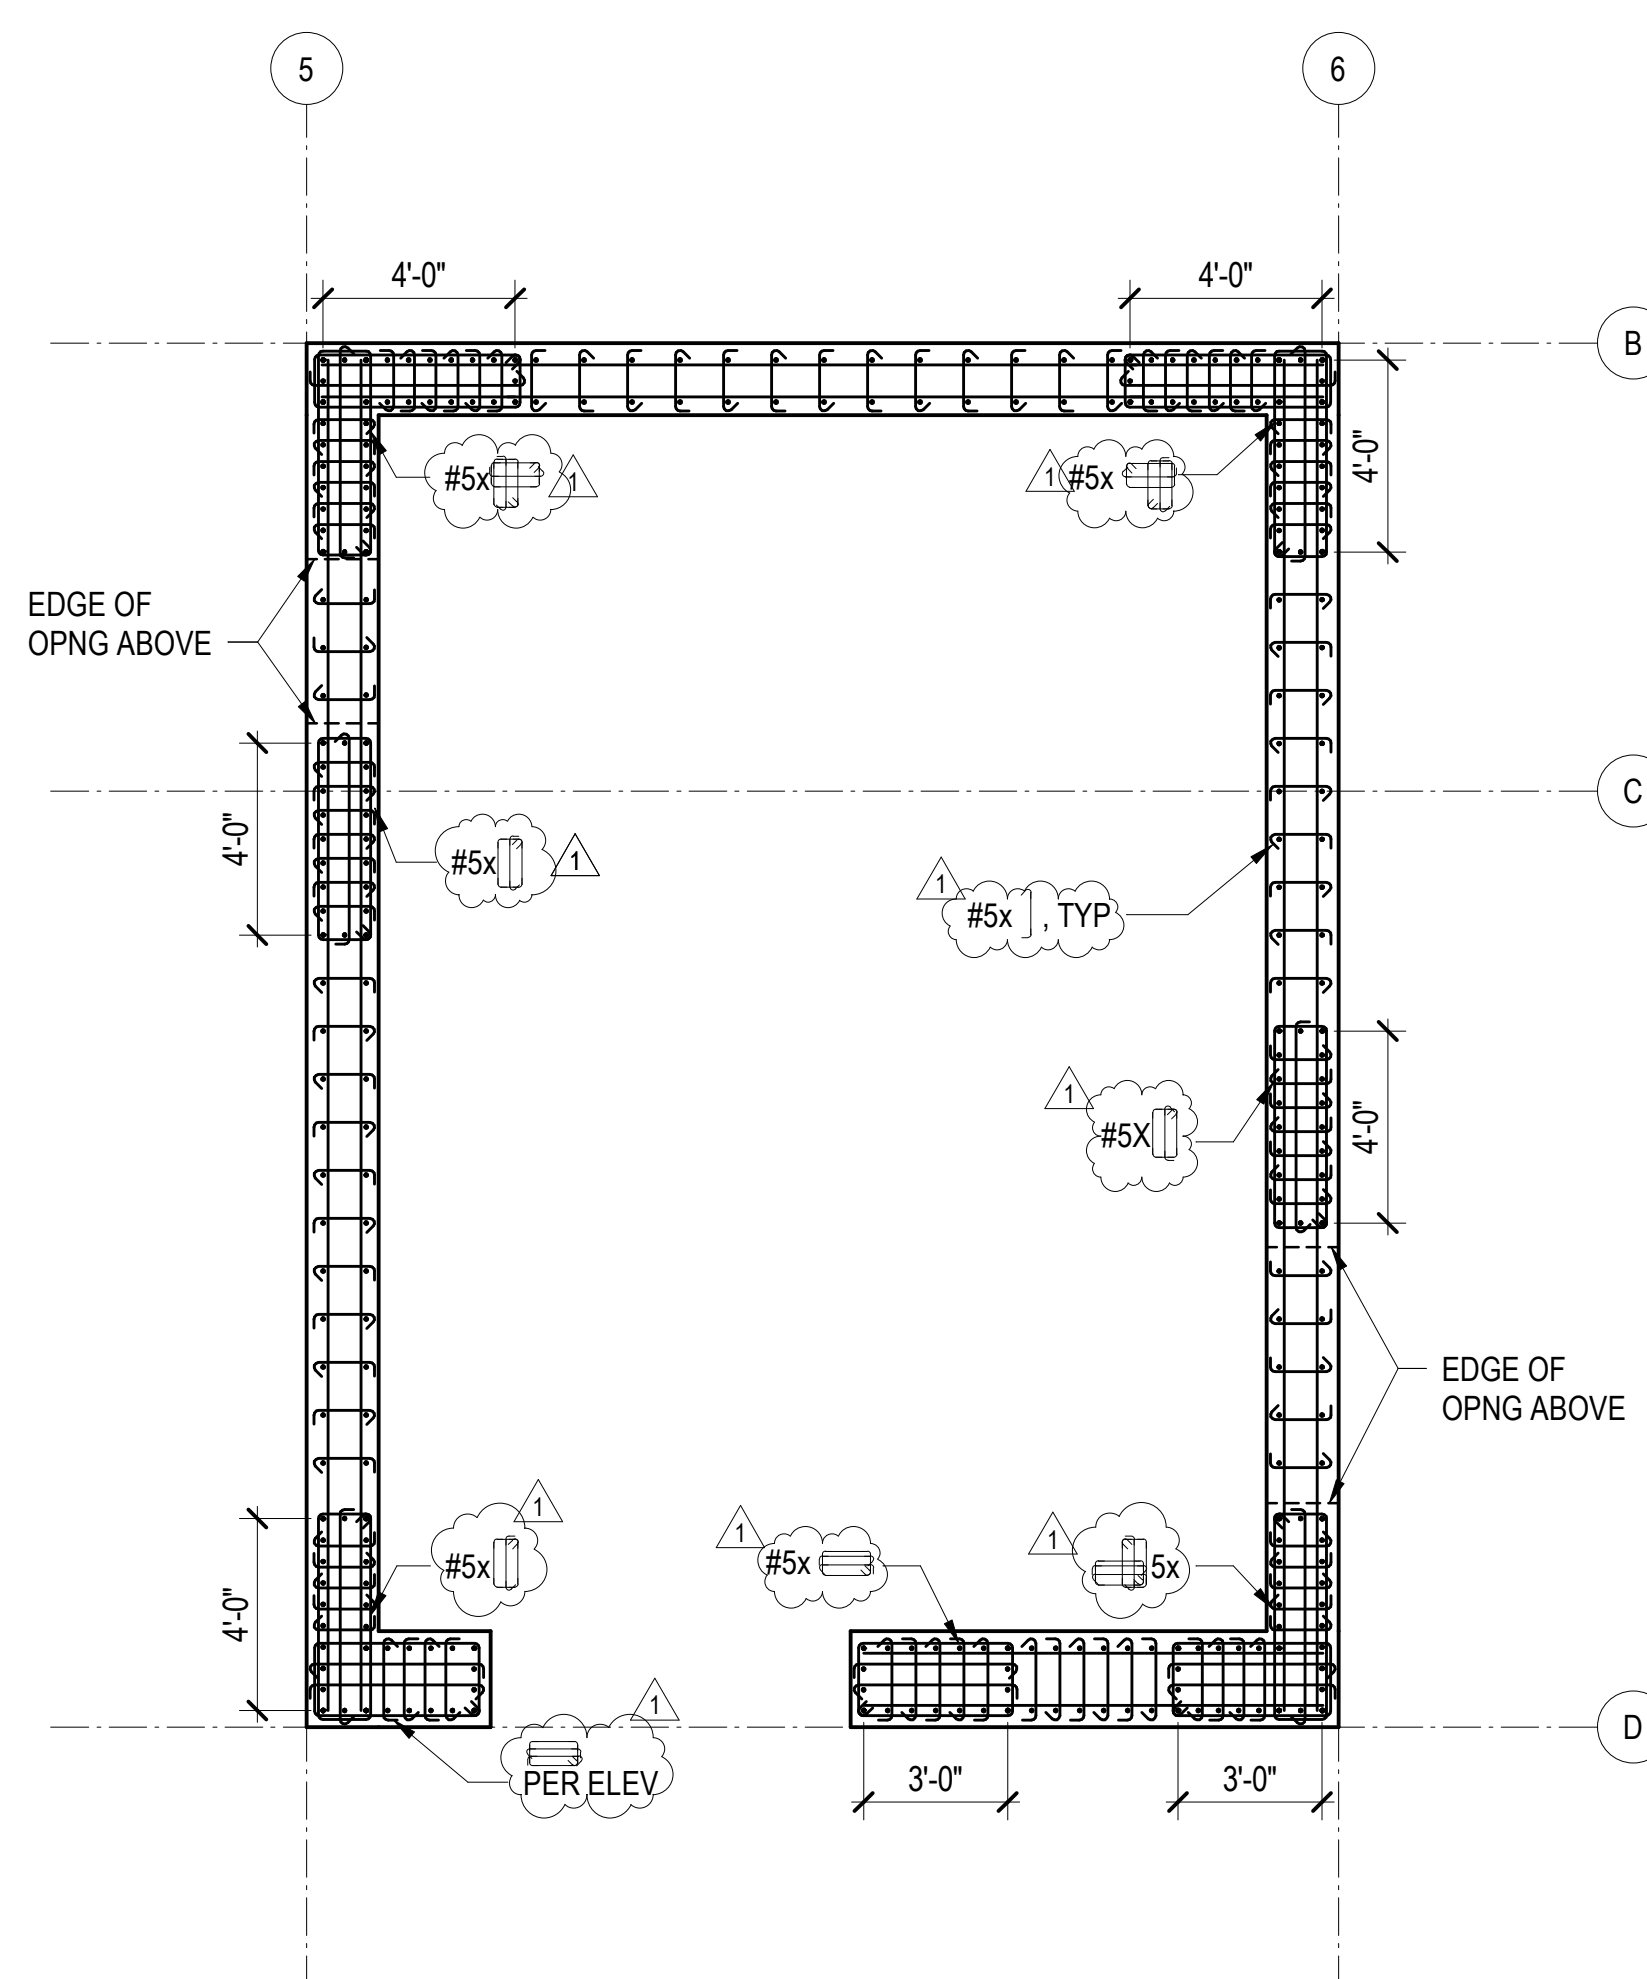 5
6
4'-0"
4'-0"
B
#5x
1
1
#5x
4'-0"
EDGE OF
OPNG ABOVE
C
4'-0"
#5x
1
1
#5x , TYP
1
#5X
4'-0"
EDGE OF
OPNG ABOVE
1
#5x
1
#5x
1
5x
4'-0"
1
PER ELEV
D
3'-0"
3'-0"